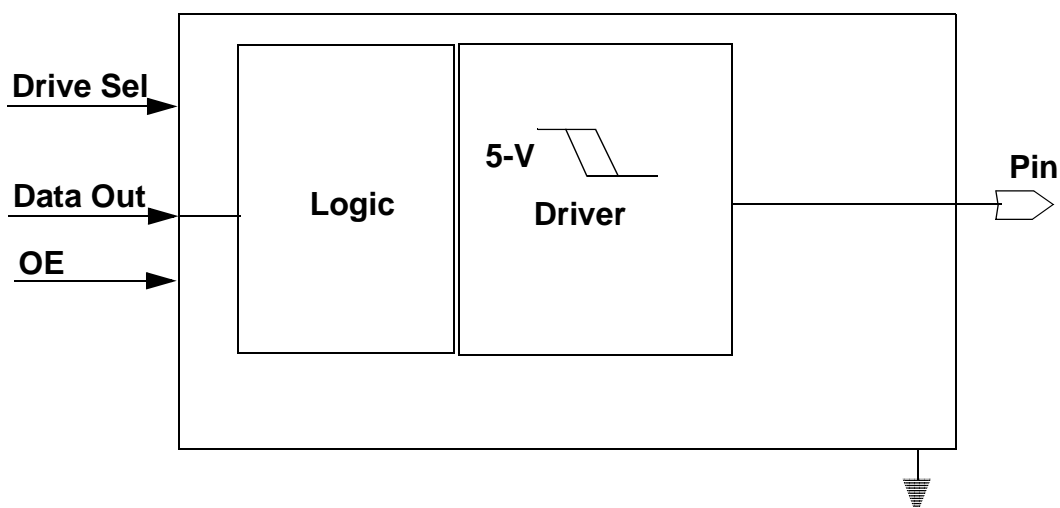 Drive Sel
Data Out
OE
Logic
5-V
Driver
Pin